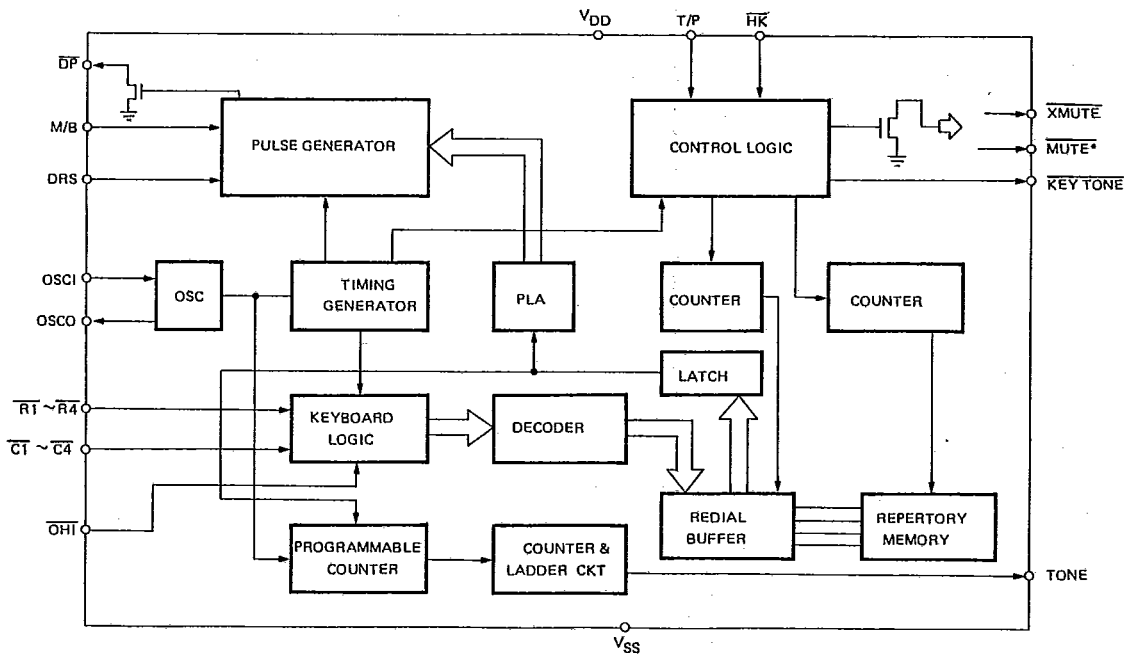 VDD
T/P
HK
DP
M/B
DRS
OSCI
OSCO
R1 ~ R4
C1 ~ C4
OHI
PULSE GENERATOR
CONTROL LOGIC
XMUTE
MUTE*
KEY TONE
OSC
TIMING
GENERATOR
PLA
COUNTER
COUNTER
LATCH
KEYBOARD
LOGIC
DECODER
REDIAL
BUFFER
REPERTORY
MEMORY
PROGRAMMABLE
COUNTER
COUNTER &
LADDER CKT
TONE
VSS